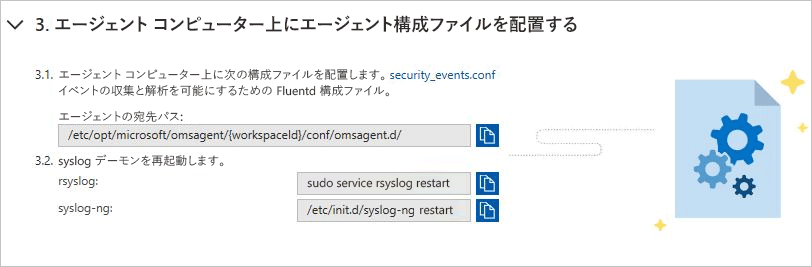 3. エージェント コンピューター上にエージェント構成ファイルを配置する
3.1. エージェント コンピューター上に次の構成ファイルを配置します。security_events.conf
イベントの収集と解析を可能にするための Fluentd 構成ファイル。
エージェントの宛先パス:
/etc/opt/microsoft/omsagent/{workspaceId}/conf/omsagent.d/
3.2. syslog デーモンを再起動します。
rsyslog: sudo service rsyslog restart
syslog-ng: /etc/init.d/syslog-ng restart